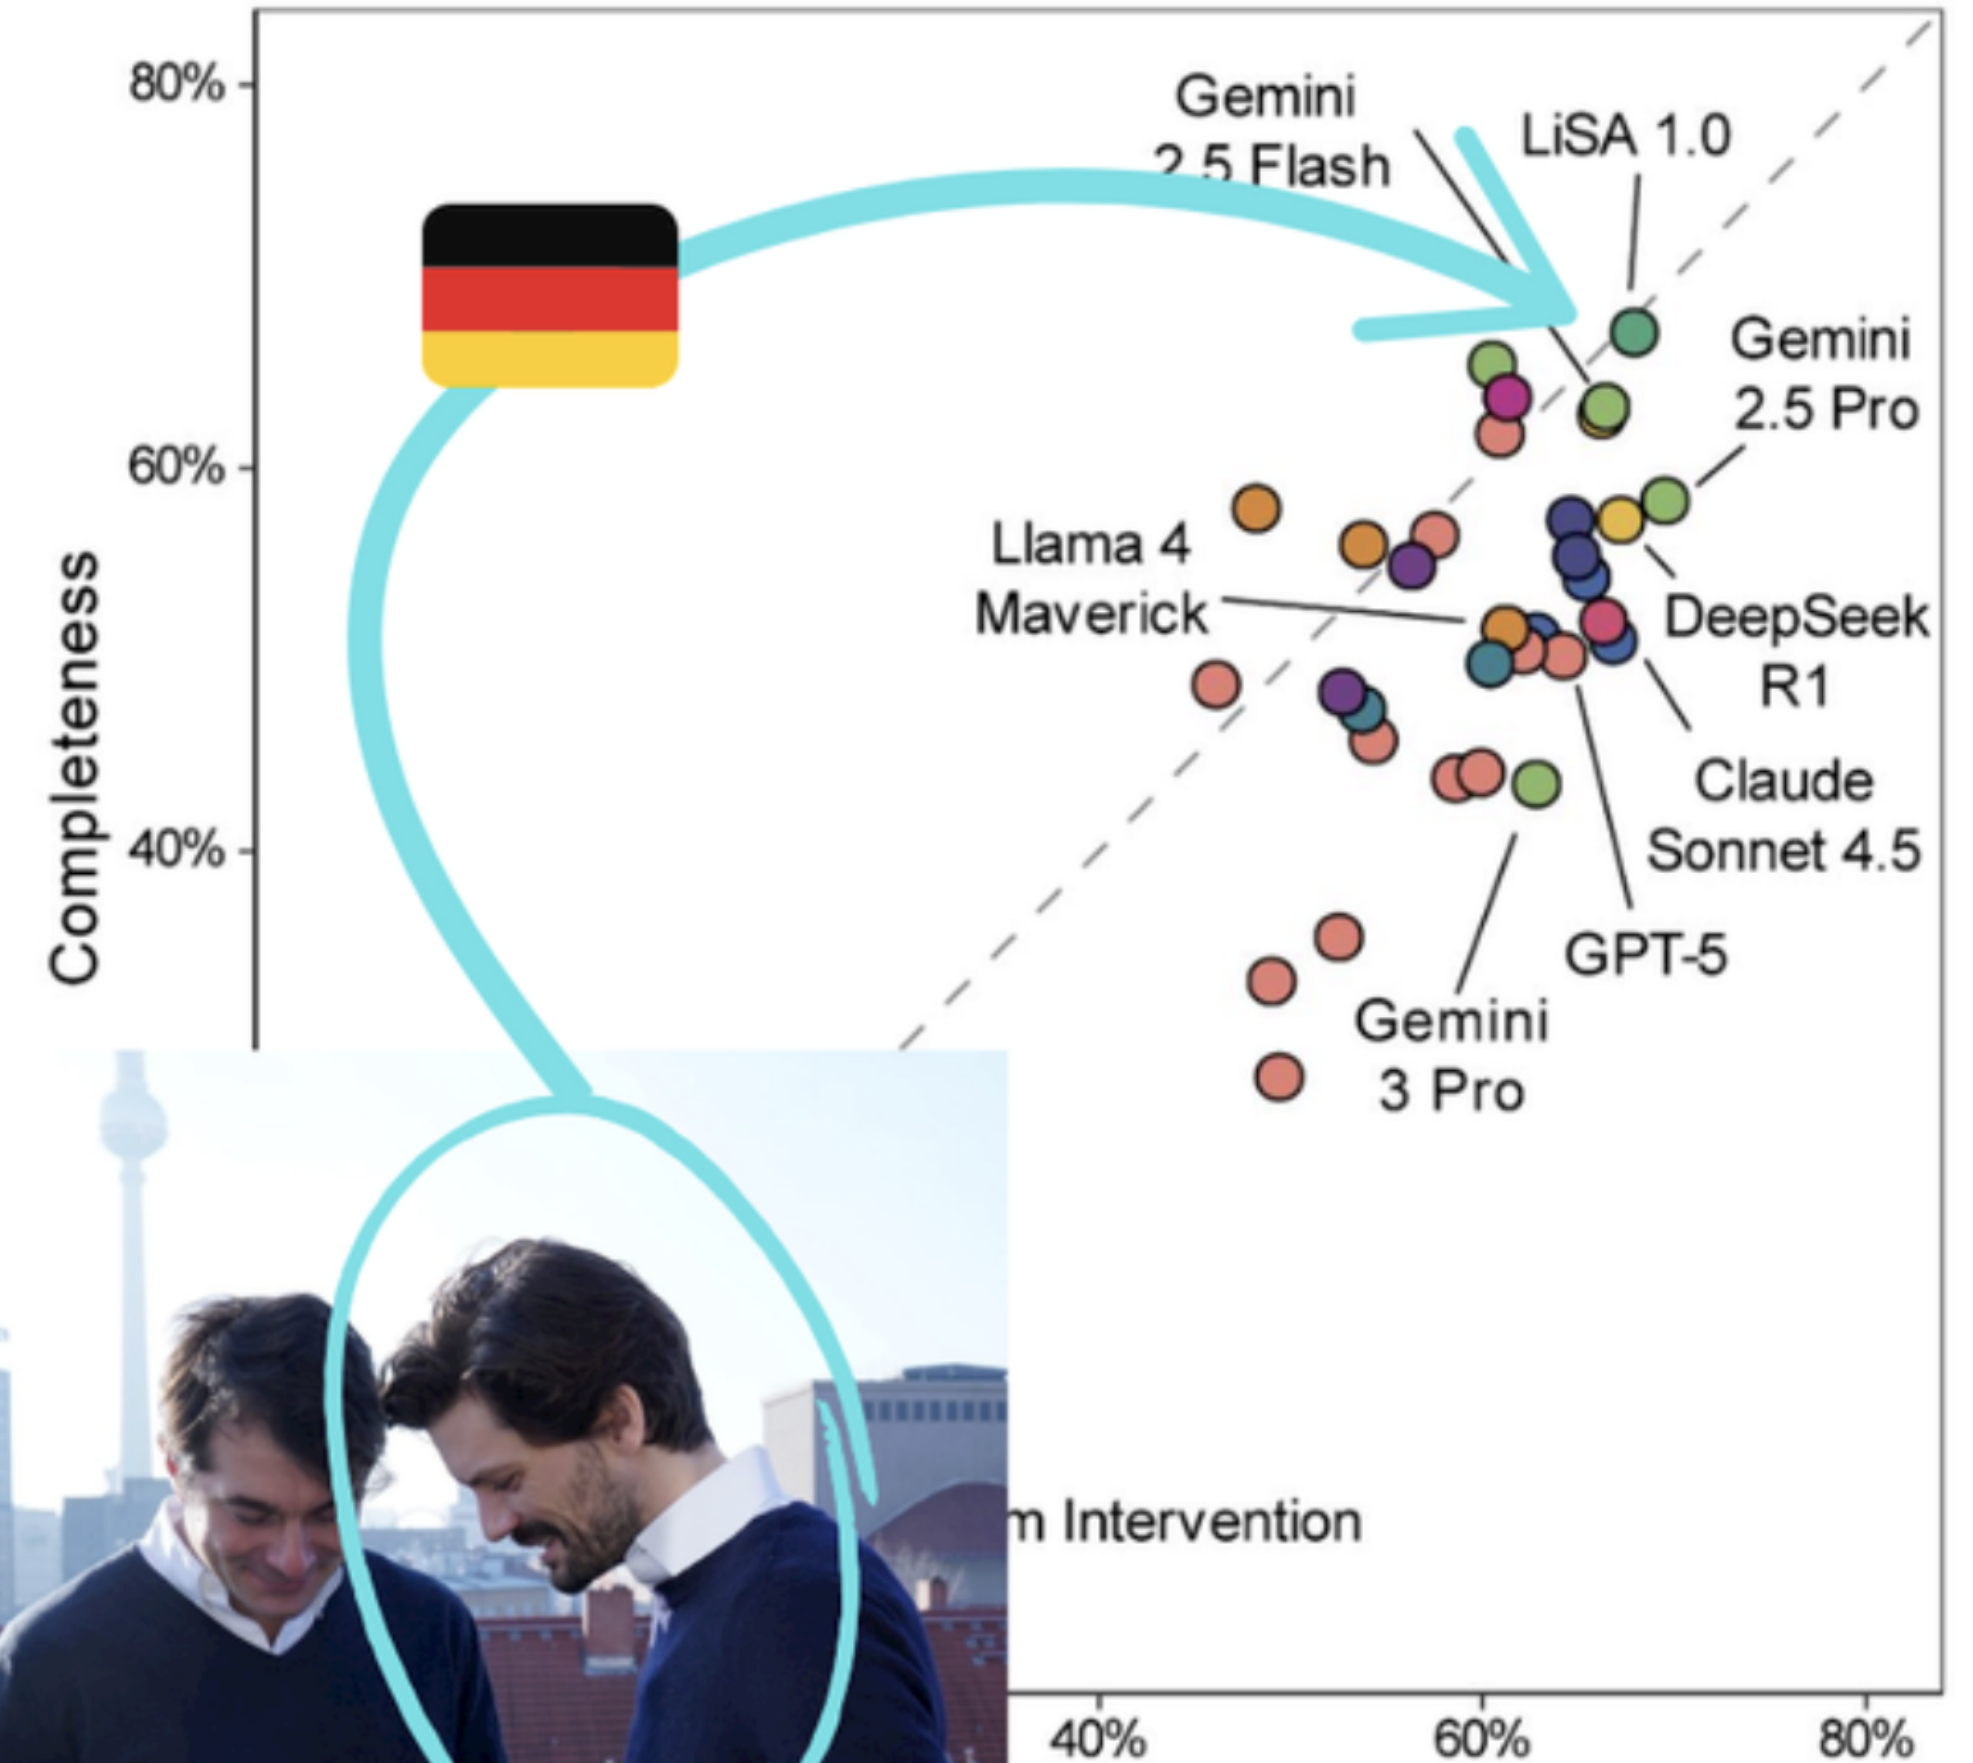 80%
60%
40%
Completeness
Gemini
2.5 Flash
LiSA 1.0
Gemini
2.5 Pro
Llama 4
Maverick
DeepSeek
R1
Claude
Sonnet 4.5
GPT-5
Gemini
3 Pro
m Intervention
40%
60%
80%